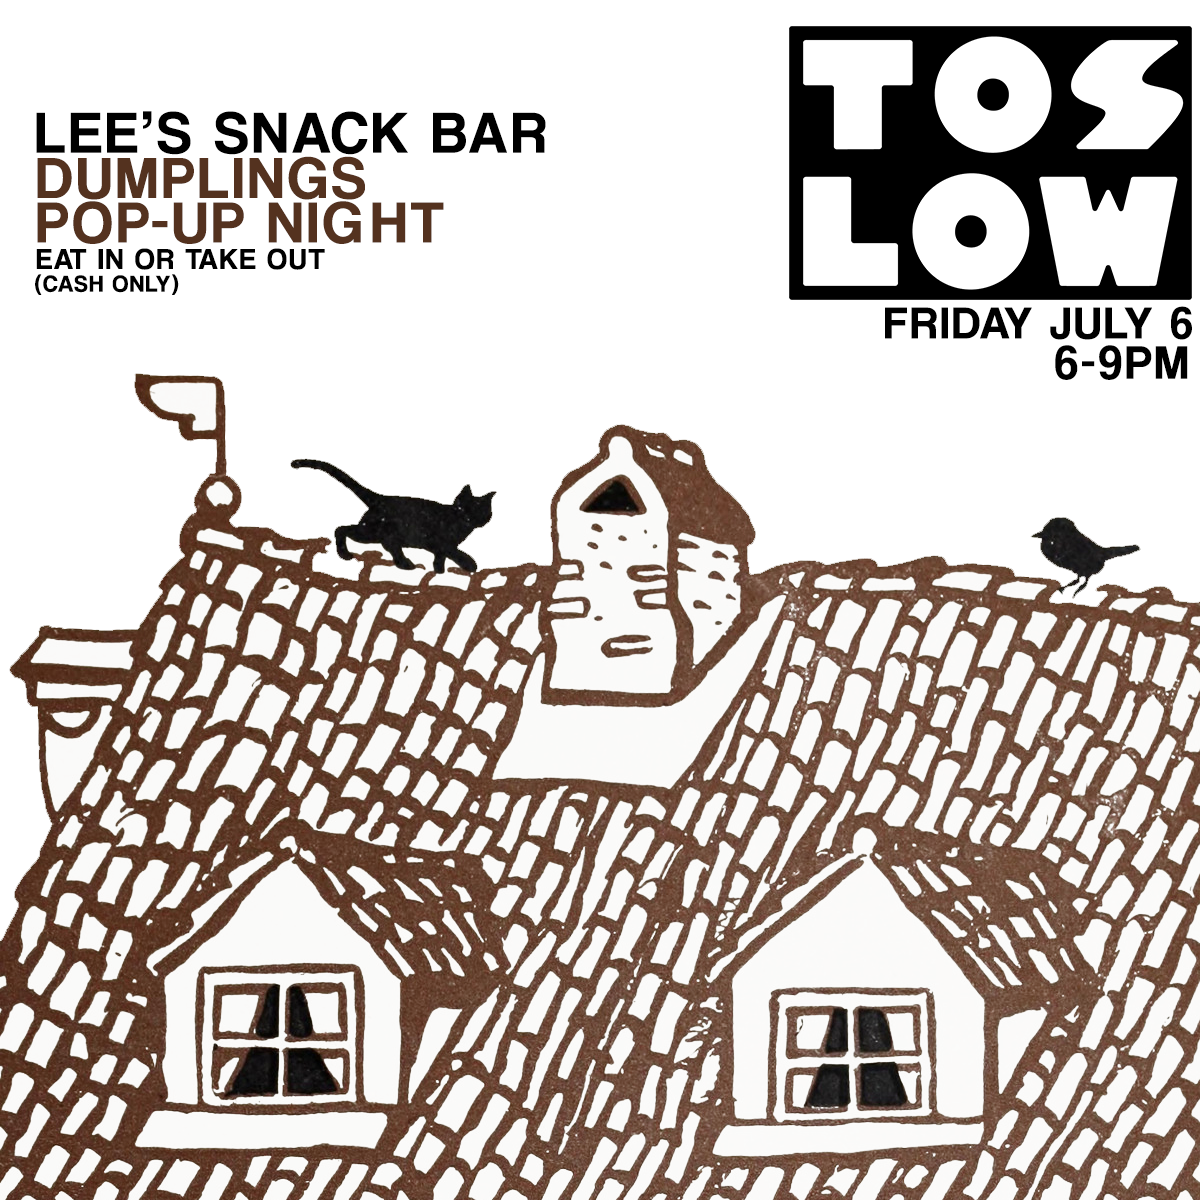 LEE'S SNACK BAR
DUMPLINGS
POP-UP NIGHT
EAT IN OR TAKE OUT
(CASH ONLY)
TOS
LOW
FRIDAY JULY 6
6-9PM